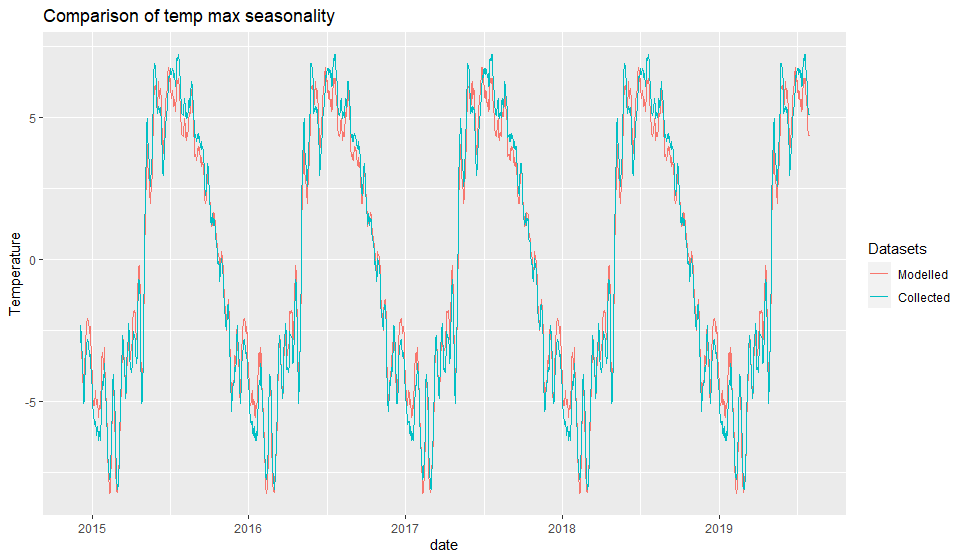 Comparison of temp max seasonality
Temperature
5
0
-5
2015
2016
2017
2018
2019
date
Datasets
Modelled
Collected